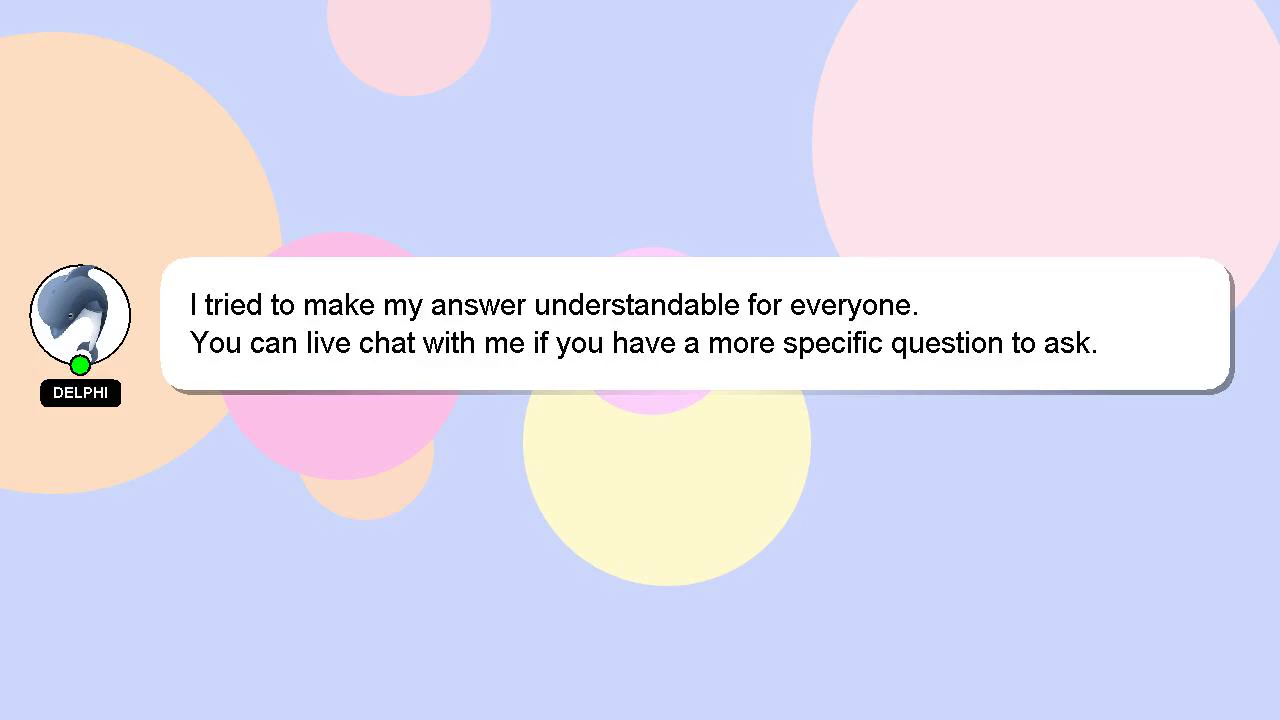 I tried to make my answer understandable for everyone.
You can live chat with me if you have a more specific question to ask.
DELPHI